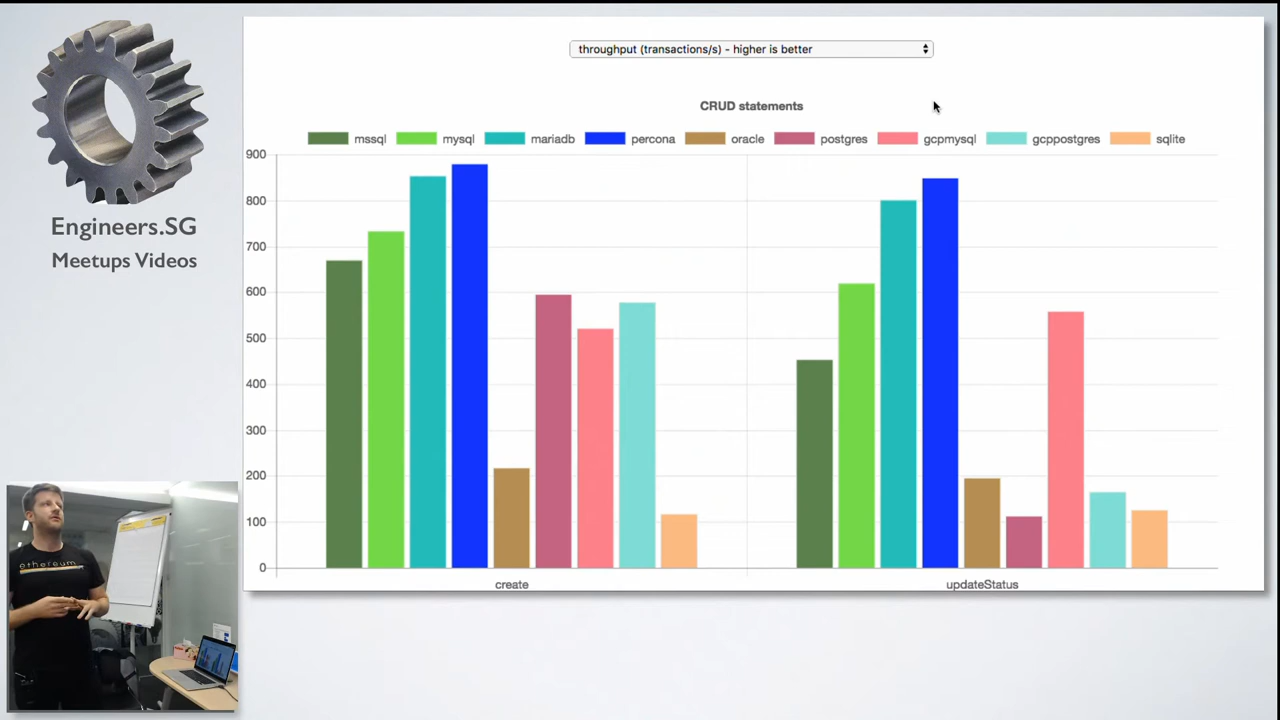 Engineers.SG
Meetups Videos
throughput (transactions/s) - higher is better
CRUD statements
mssql mysql mariadb percona oracle postgres gcpmysql gcppostgres sqlite
900
800
700
600
500
400
300
200
100
0
create updateStatus
ethereum